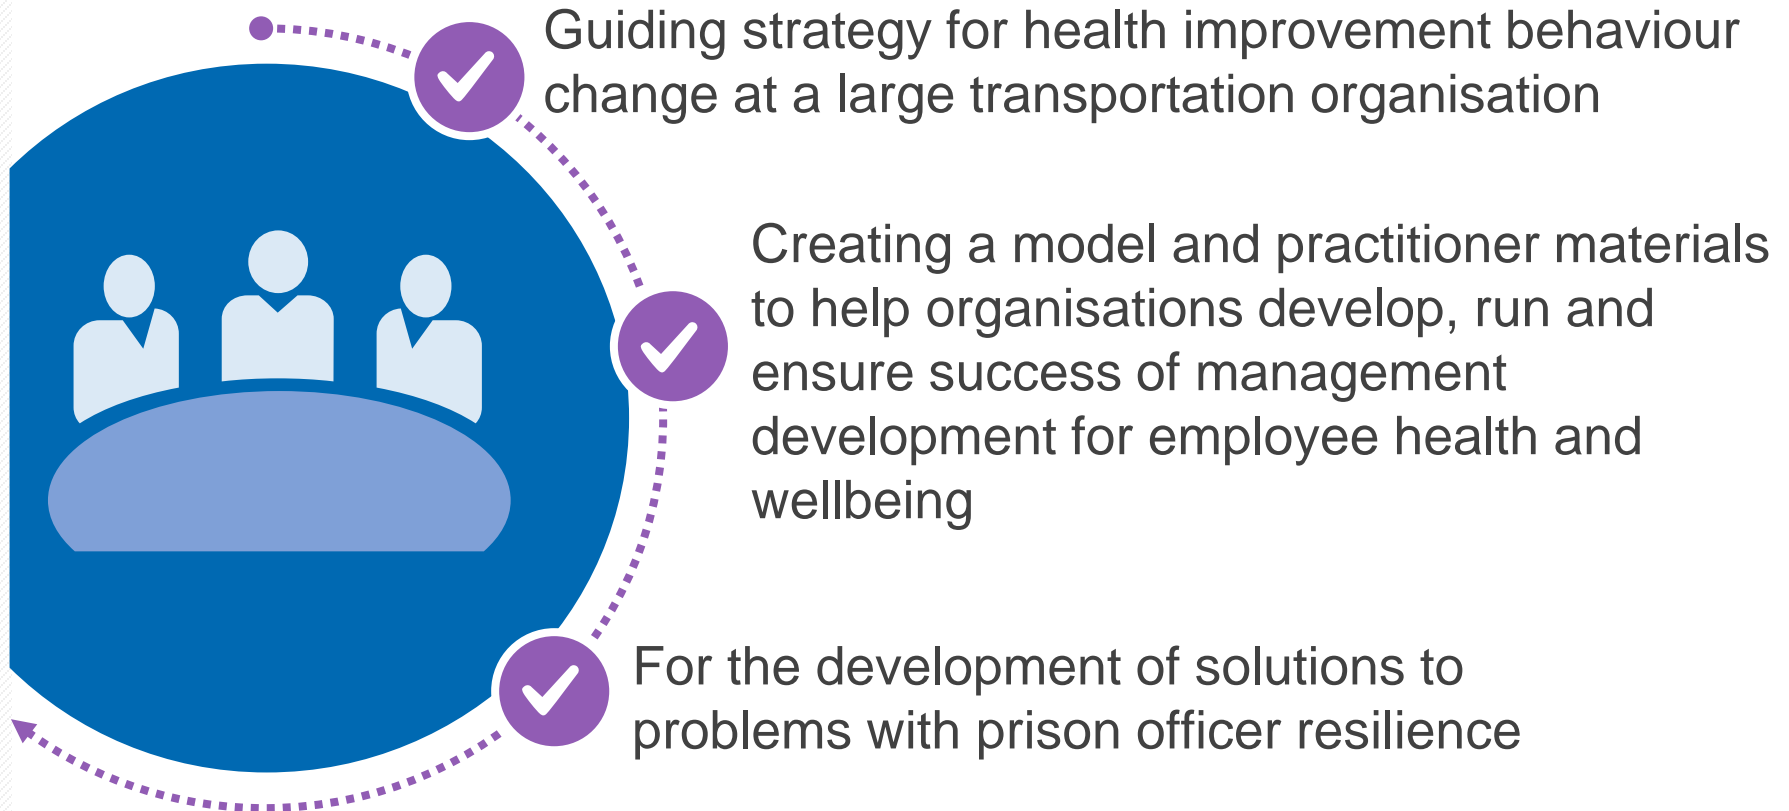 Guiding strategy for health improvement behaviour
change at a large transportation organisation
Creating a model and practitioner materials
to help organisations develop, run and
ensure success of management
development for employee health and
wellbeing
For the development of solutions to
problems with prison officer resilience